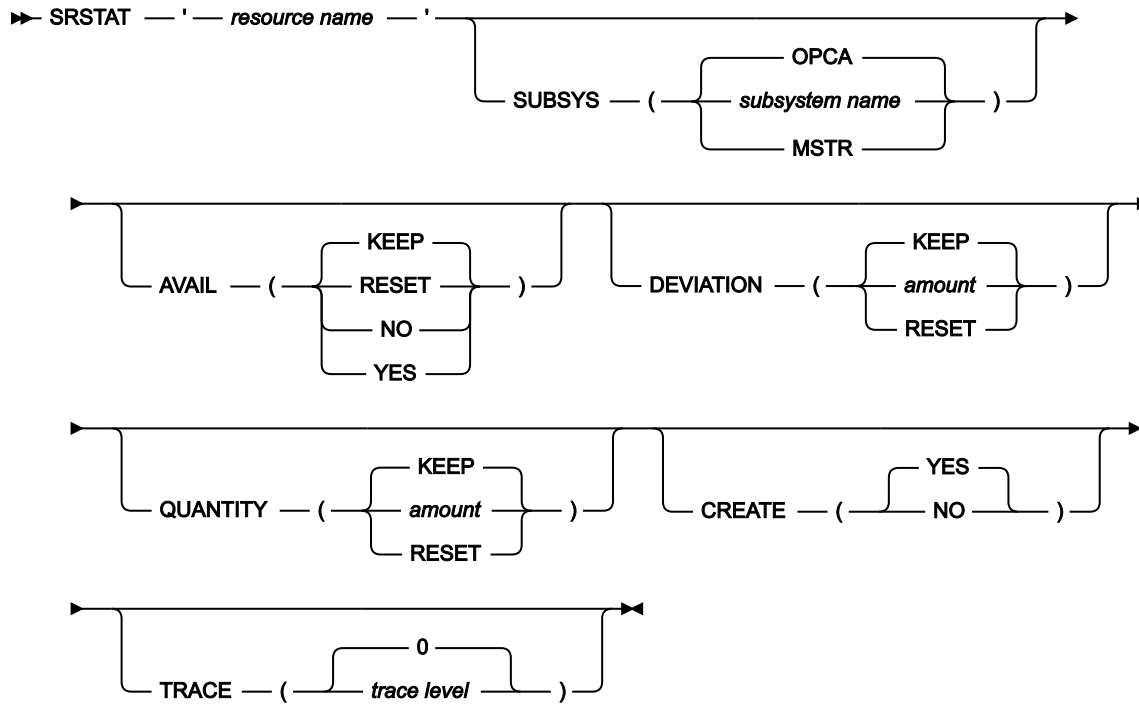 SRSTAT ' resource name '
OPCA
SUBSYS ( subsystem name )
MSTR
KEEP KEEP
AVAIL ( RESET ) DEVIATION ( amount )
NO RESET
YES
KEEP YES
QUANTITY ( amount ) CREATE ( NO )
RESET
0
TRACE ( trace level )